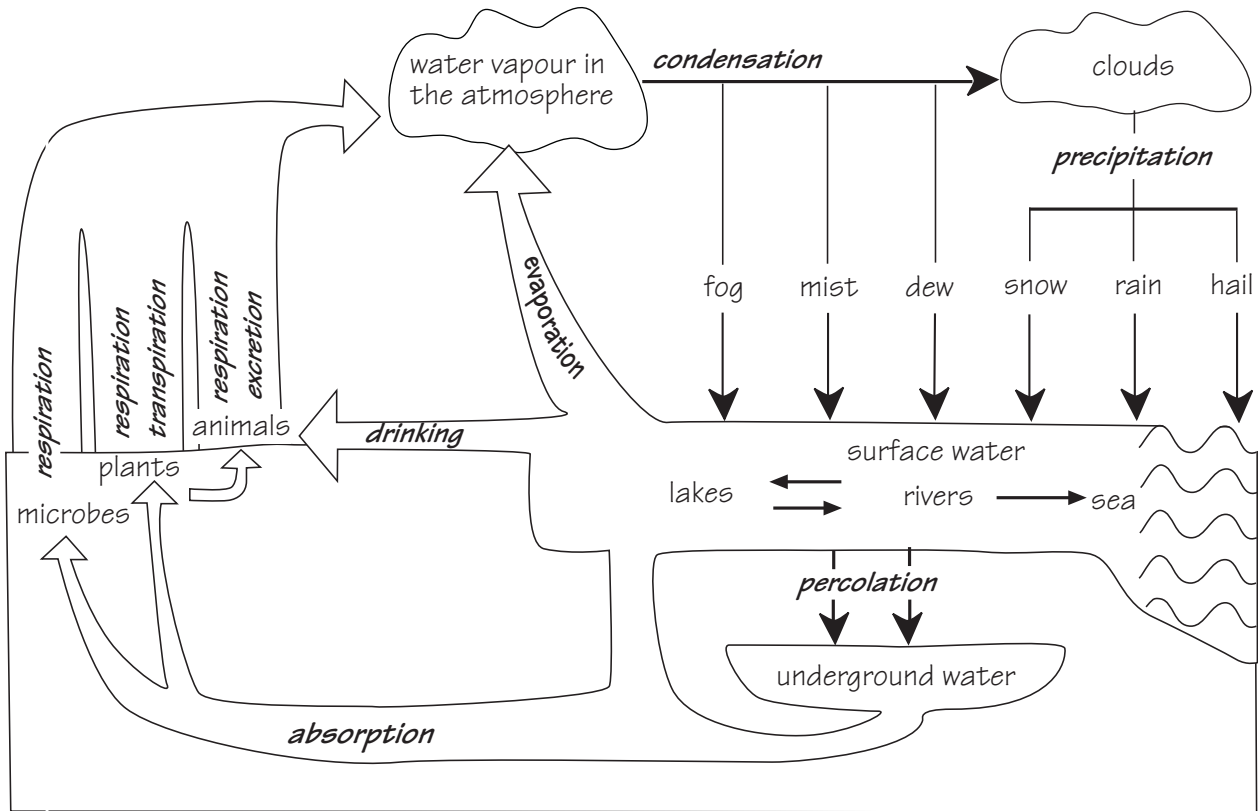 water vapour in
the atmosphere
condensation
clouds
precipitation
evaporation
fog
mist
dew
snow
rain
hail
respiration
respiration
transpiration
respiration
excretion
animals
drinking
plants
microbes
surface water
lakes
rivers
sea
percolation
underground water
absorption